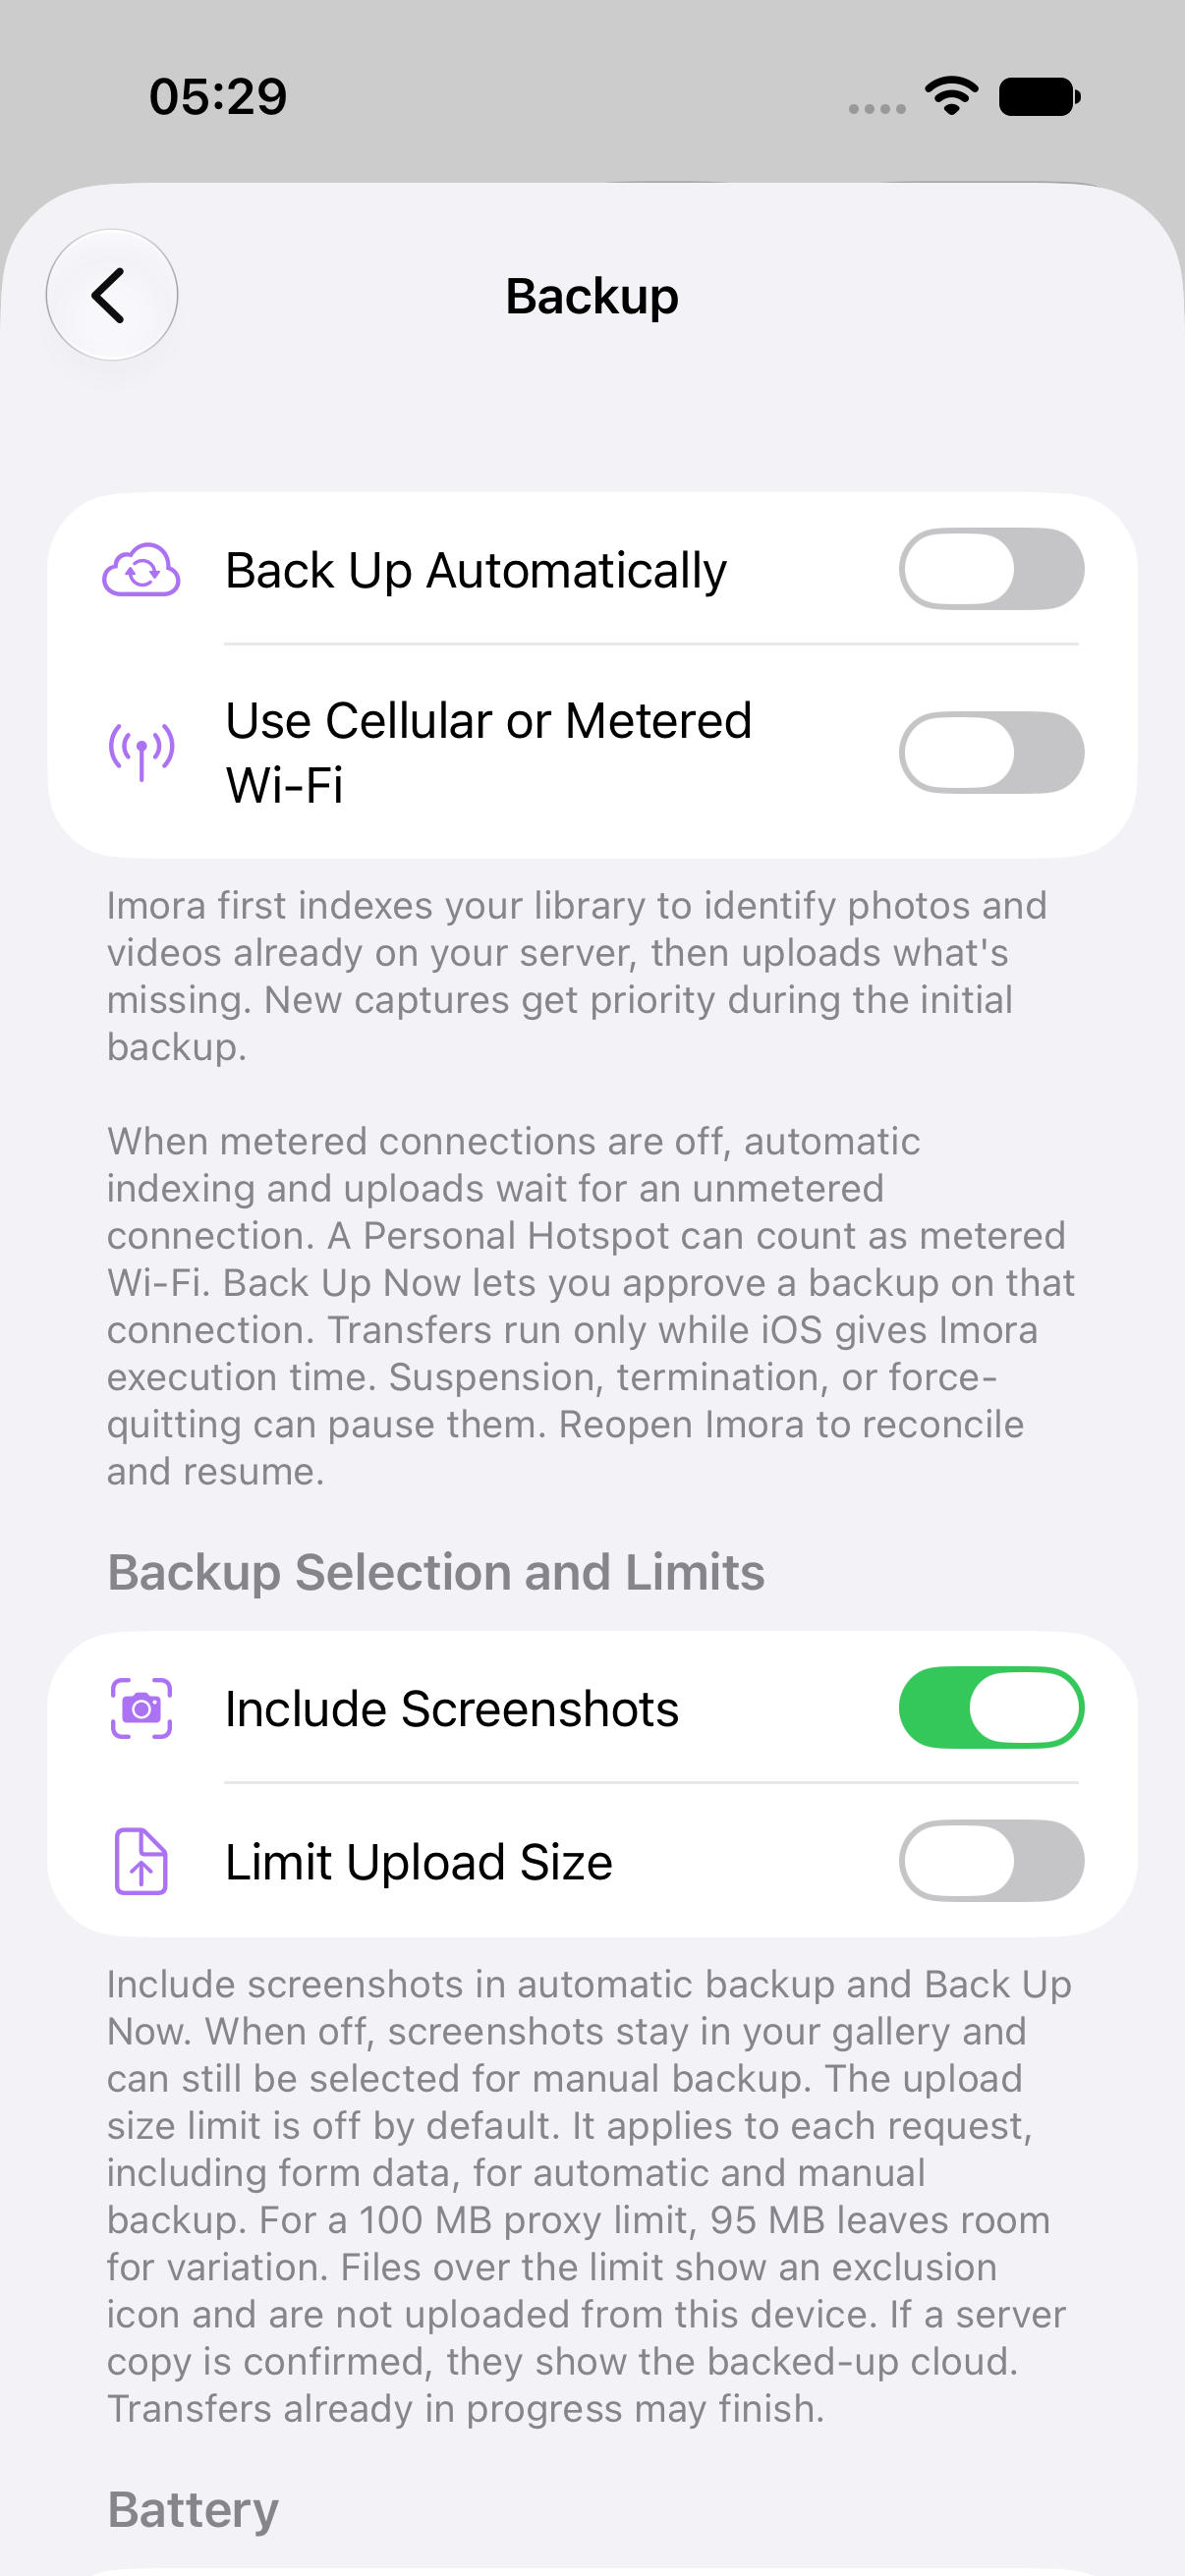 05:29
Backup
Back Up Automatically
Use Cellular or Metered
Wi-Fi
Imora first indexes your library to identify photos and
videos already on your server, then uploads what's
missing. New captures get priority during the initial
backup.
When metered connections are off, automatic
indexing and uploads wait for an unmetered
connection. A Personal Hotspot can count as metered
Wi-Fi. Back Up Now lets you approve a backup on that
connection. Transfers run only while iOS gives Imora
execution time. Suspension, termination, or force-
quitting can pause them. Reopen Imora to reconcile
and resume.
Backup Selection and Limits
Include Screenshots
Limit Upload Size
Include screenshots in automatic backup and Back Up
Now. When off, screenshots stay in your gallery and
can still be selected for manual backup. The upload
size limit is off by default. It applies to each request,
including form data, for automatic and manual
backup. For a 100 MB proxy limit, 95 MB leaves room
for variation. Files over the limit show an exclusion
icon and are not uploaded from this device. If a server
copy is confirmed, they show the backed-up cloud.
Transfers already in progress may finish.
Battery